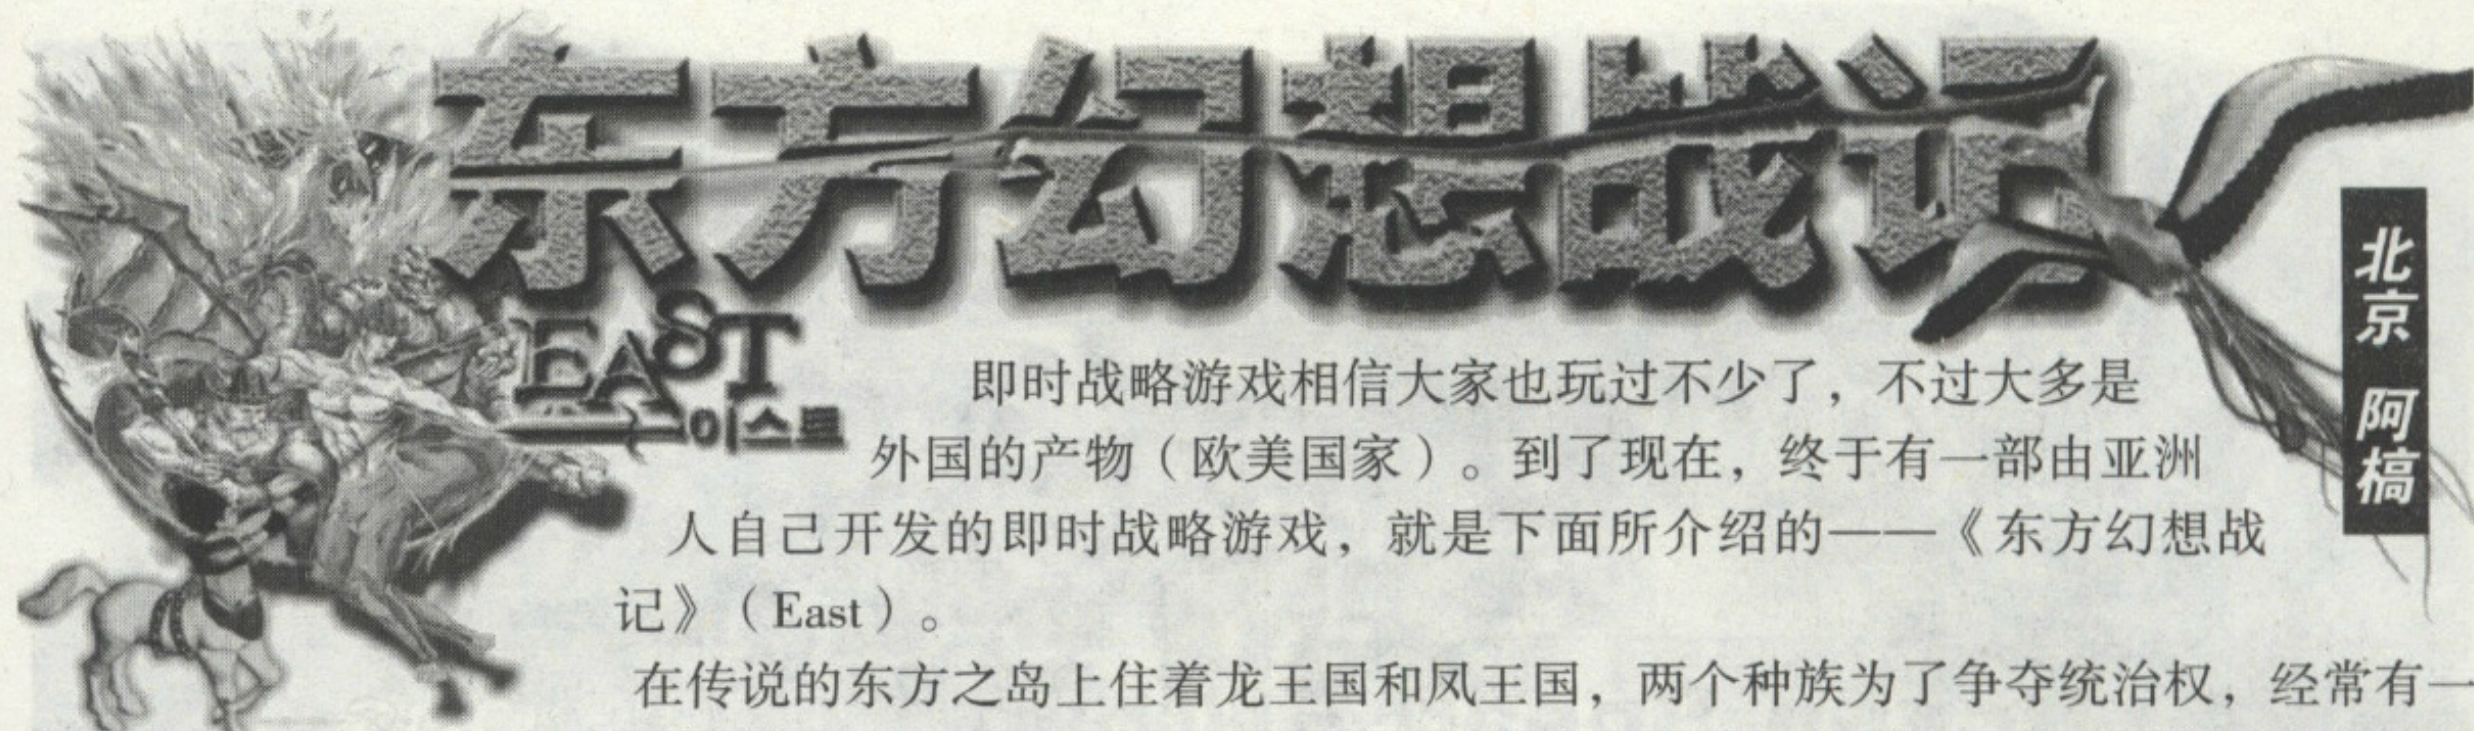 东方幻想战记
EAST
이스트
北京 阿槁
即时战略游戏相信大家也玩过不少了，不过大多是
外国的产物（欧美国家）。到了现在，终于有一部由亚洲
人自己开发的即时战略游戏，就是下面所介绍的——《东方幻想战
记》（East）。
在传说的东方之岛上住着龙王国和凤王国，两个种族为了争夺统治权，经常有一